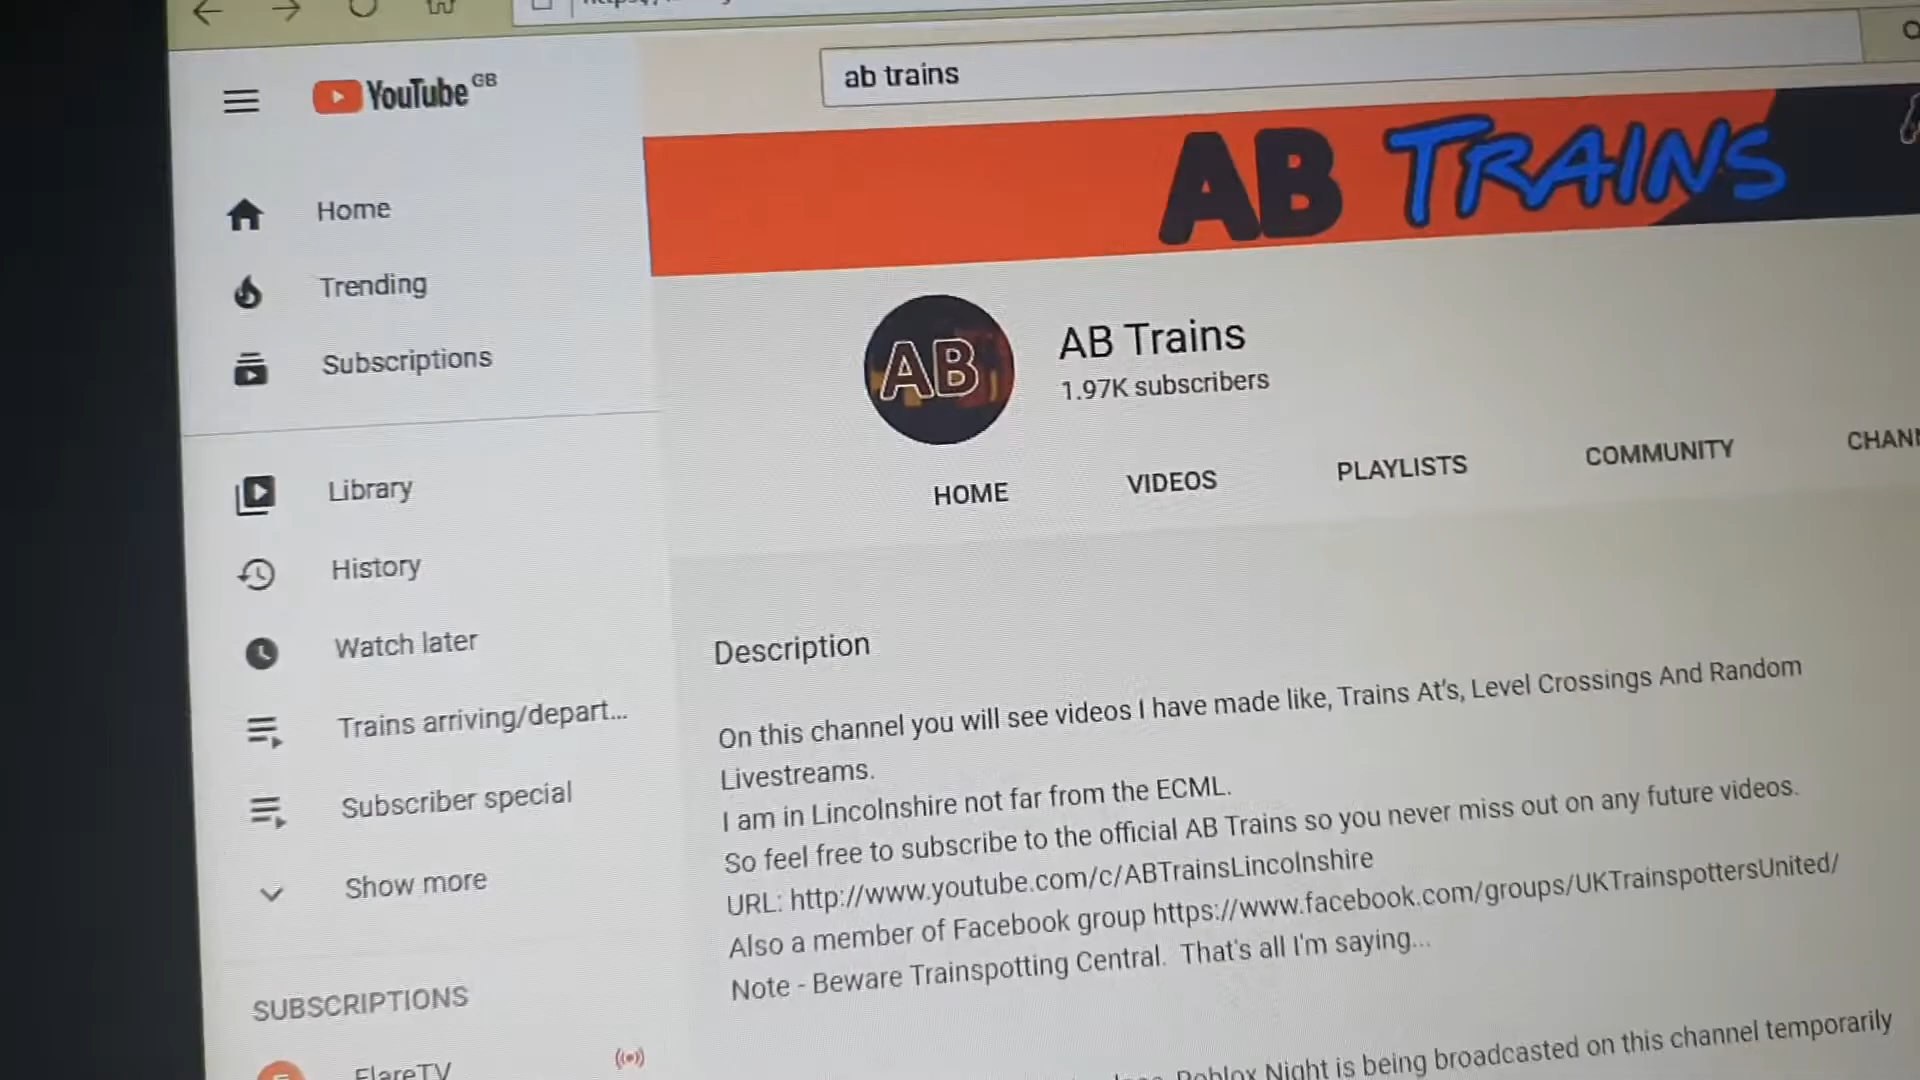 YouTube GB
ab trains
AB TRAINS
Home
Trending
Subscriptions
AB
AB Trains
1.97K subscribers
HOME
VIDEOS
PLAYLISTS
COMMUNITY
Library
History
Watch later
Trains arriving/depart...
Subscriber special
Show more
SUBSCRIPTIONS
FlareTV
Description
On this channel you will see videos I have made like, Trains At's, Level Crossings And Random
Livestreams.
I am in Lincolnshire not far from the ECML.
So feel free to subscribe to the official AB Trains so you never miss out on any future videos.
URL: http://www.youtube.com/c/ABTrainsLincolnshire
Also a member of Facebook group https://www.facebook.com/groups/UKTrainspottersUnited/
Note - Beware Trainspotting Central. That's all I'm saying...
Roblox Night is being broadcasted on this channel temporarily